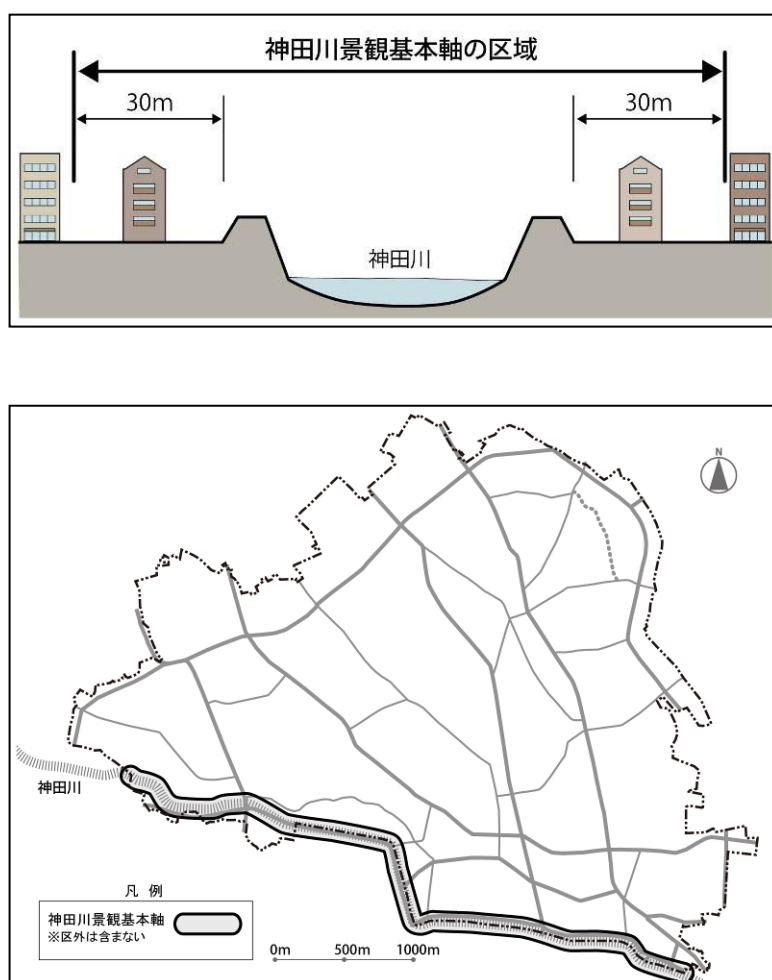 神田川景観基本軸の区域
30m
30m
神田川
N
神田川
凡 例
神田川景観基本軸
※区外は含まない
0m 500m 1000m